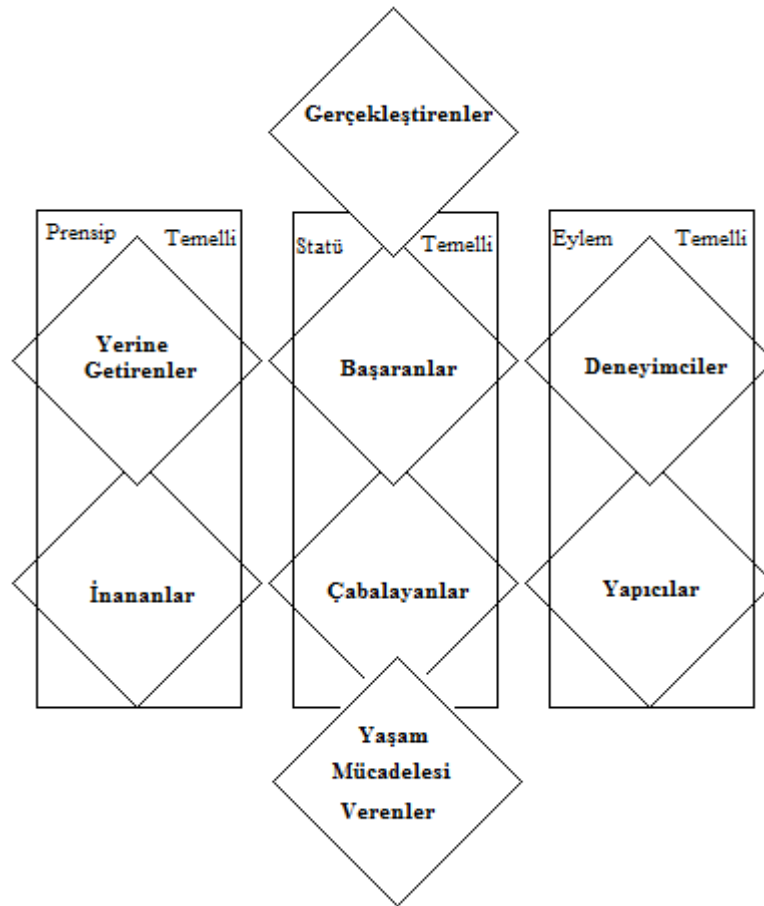 Gerçekleştirenler
Prensip Temelli
Statü Temelli
Eylem Temelli
Yerine
Getirenler
Başaranlar
Deneyimciler
İnananlar
Çabalayanlar
Yapıcılar
Yaşam
Mücadelesi
Verenler